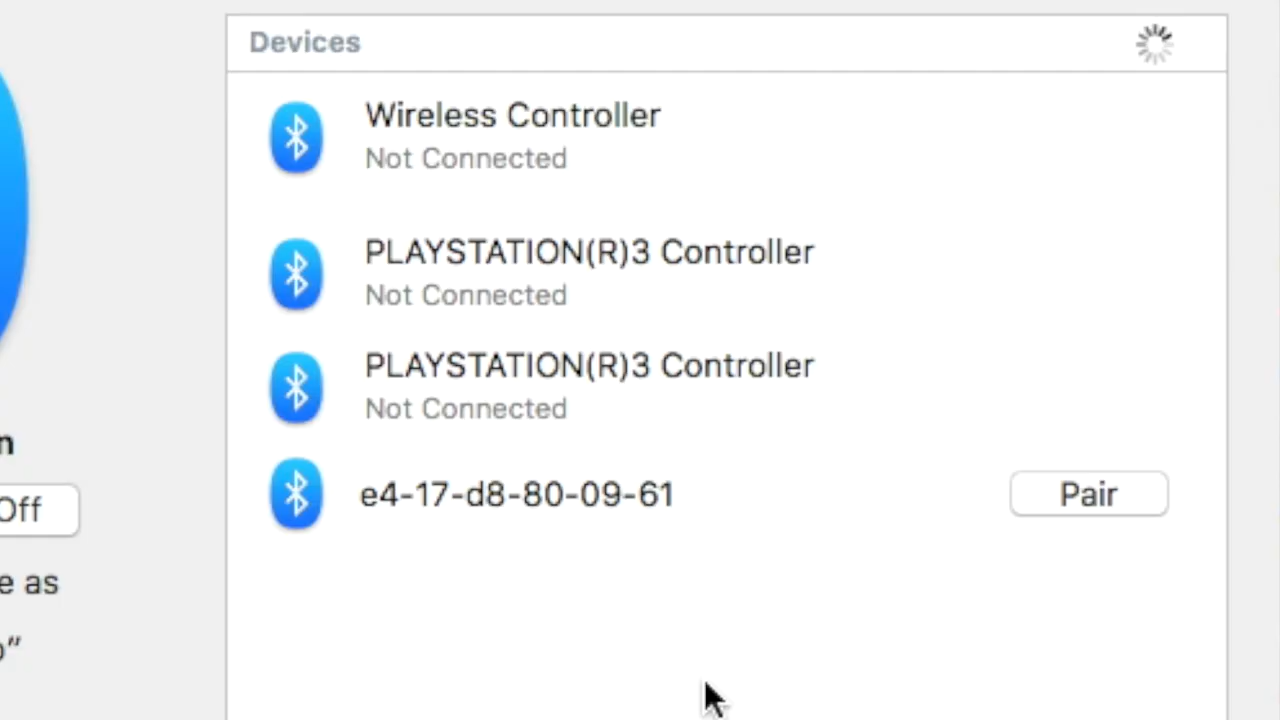 Devices
Wireless Controller
Not Connected
PLAYSTATION(R)3 Controller
Not Connected
PLAYSTATION(R)3 Controller
Not Connected
n
e4-17-d8-80-09-61
Pair
Off
e as
o"